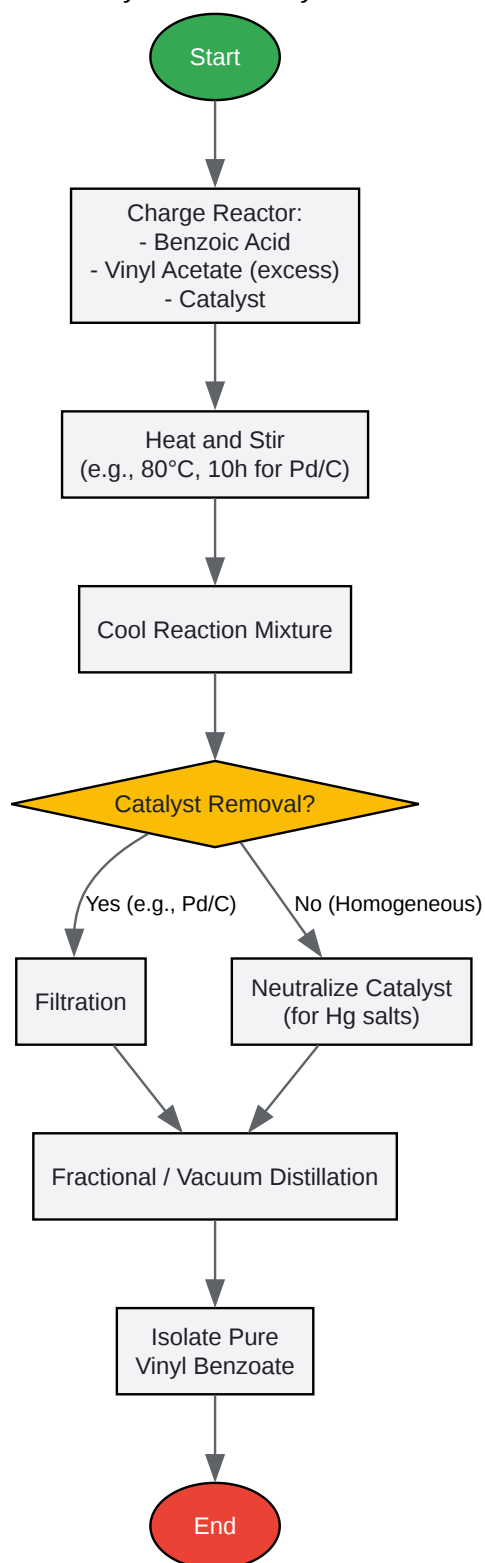 Start
Charge Reactor:
- Benzoic Acid
- Vinyl Acetate (excess)
- Catalyst
Heat and Stir
(e.g., 80°C, 10h for Pd/C)
Cool Reaction Mixture
Catalyst Removal?
Yes (e.g., Pd/C)
No (Homogeneous)
Filtration
Neutralize Catalyst
(for Hg salts)
Fractional / Vacuum Distillation
Isolate Pure
Vinyl Benzoate
End